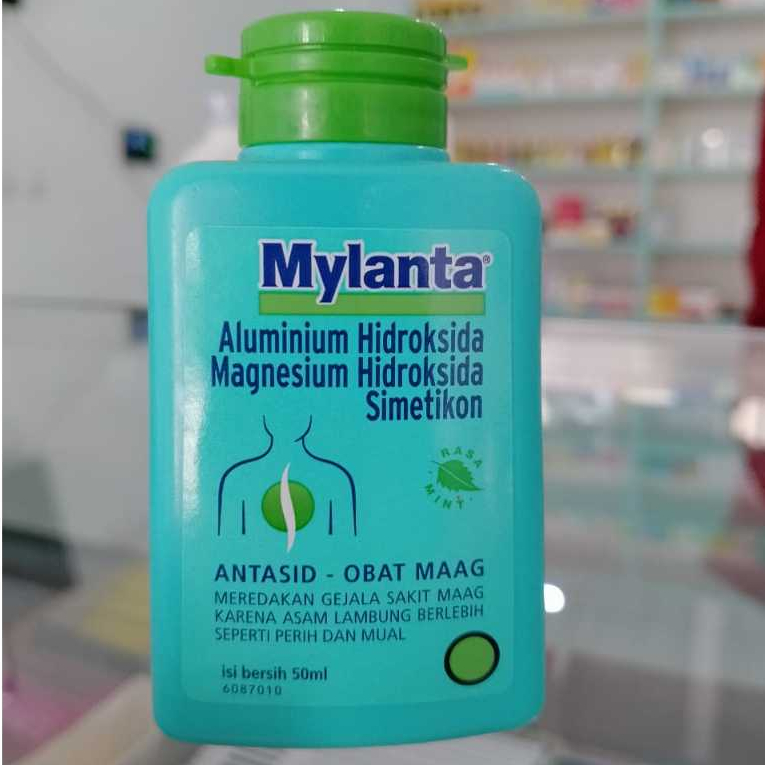 Mylanta®
Aluminium Hidroksida
Magnesium Hidroksida
Simetikon
RASA
MINT
ANTASID - OBAT MAAG
MEREDAKAN GEJALA SAKIT MAAG
KARENA ASAM LAMBUNG BERLEBIH
SEPERTI PERIH DAN MUAL
isi bersih 50ml
6087010